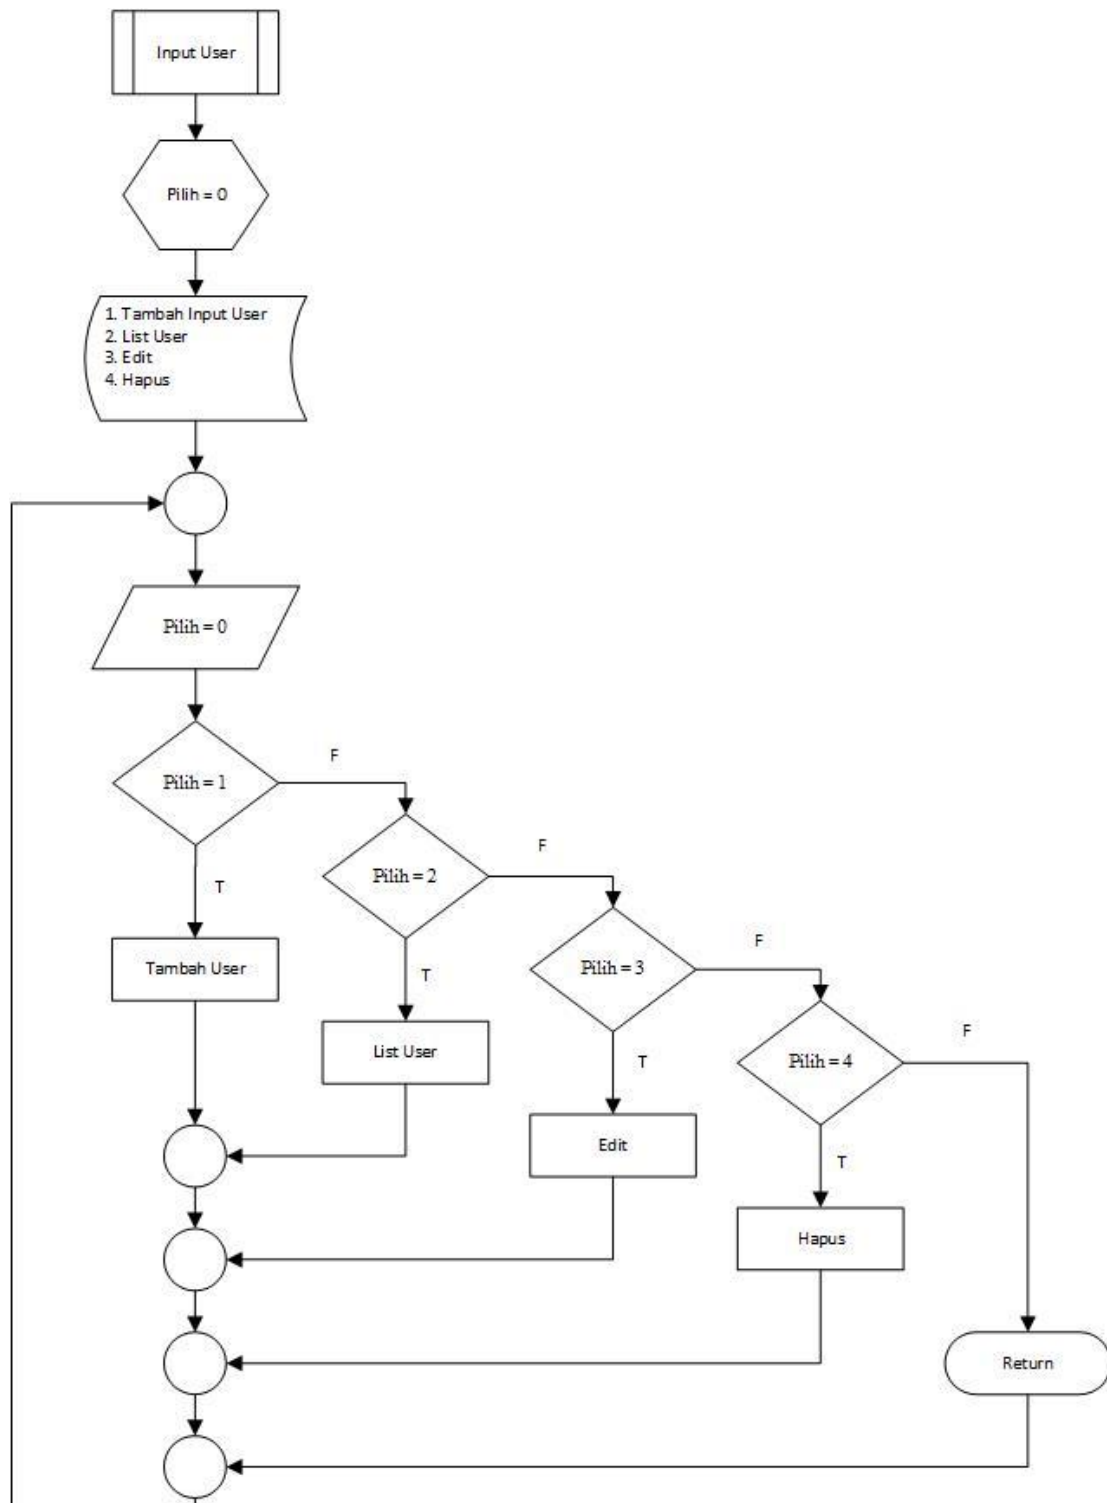 Input User
Pilih = 0
1. Tambah Input User
2. List User
3. Edit
4. Hapus
Pilih = 0
Pilih = 1
F
T
Tambah User
Pilih = 2
F
T
List User
Pilih = 3
F
T
Edit
Pilih = 4
F
T
Hapus
Return